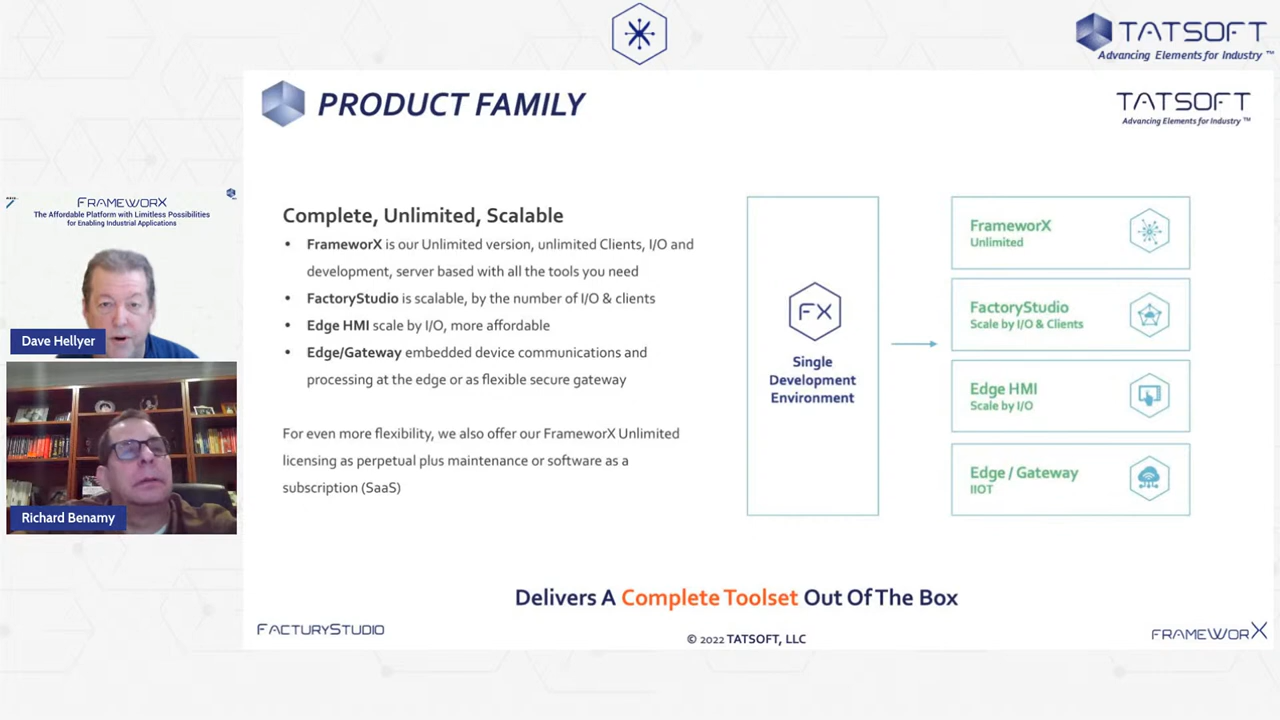 TATSOFT
Advancing Elements for Industry ™
PRODUCT FAMILY
TATSOFT
Advancing Elements for Industry ™
FRAMEWORX
The Affordable Platform with Limitless Possibilities
for Enabling Industrial Applications
Dave Hellyer
Richard Benamy
Complete, Unlimited, Scalable
• FrameworX is our Unlimited version, unlimited Clients, I/O and
development, server based with all the tools you need
• FactoryStudio is scalable, by the number of I/O & clients
• Edge HMI scale by I/O, more affordable
• Edge/Gateway embedded device communications and
processing at the edge or as flexible secure gateway
For even more flexibility, we also offer our FrameworX Unlimited
licensing as perpetual plus maintenance or software as a
subscription (SaaS)
FX
Single
Development
Environment
FrameworX
Unlimited
FactoryStudio
Scale by I/O & Clients
Edge HMI
Scale by I/O
Edge / Gateway
IIOT
Delivers A Complete Toolset Out Of The Box
FACTURYSTUDIO
© 2022 TATSOFT, LLC
FRAMEWORX